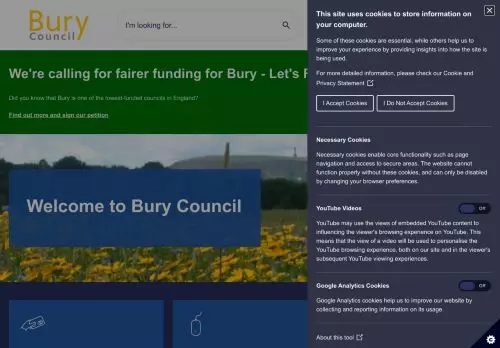 Bury
Council
I'm looking for...
We're calling for fairer funding for Bury - Let's
Did you know that Bury is one of the lowest-funded councils in England?
Find out more and sign our petition
Welcome to Bury Council
This site uses cookies to store information on
your computer.
Some of these cookies are essential, while others help us to
improve your experience by providing insights into how the site is
being used.
For more detailed information, please check our Cookie and
Privacy Statement
I Accept Cookies
I Do Not Accept Cookies
Necessary Cookies
Necessary cookies enable core functionality such as page
navigation and access to secure areas. The website cannot
function properly without these cookies, and can only be disabled
by changing your browser preferences.
YouTube Videos
Off
YouTube may use the views of embedded YouTube content to
influencing the viewer's browsing experience on YouTube. This
means that the view of a video will be used to personalise the
YouTube browsing experience, both on our site and in the viewer's
subsequent YouTube viewing experiences.
Google Analytics Cookies
Off
Google Analytics cookies help us to improve our website by
collecting and reporting information on its usage.
About this tool